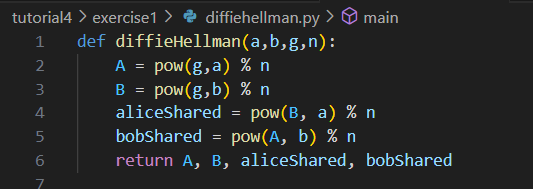 tutorial4 > exercise1 > diffiehellman.py > main
1 def diffieHellman(a,b,g,n):
2     A = pow(g,a) % n
3     B = pow(g,b) % n
4     aliceShared = pow(B, a) % n
5     bobShared = pow(A, b) % n
6     return A, B, aliceShared, bobShared